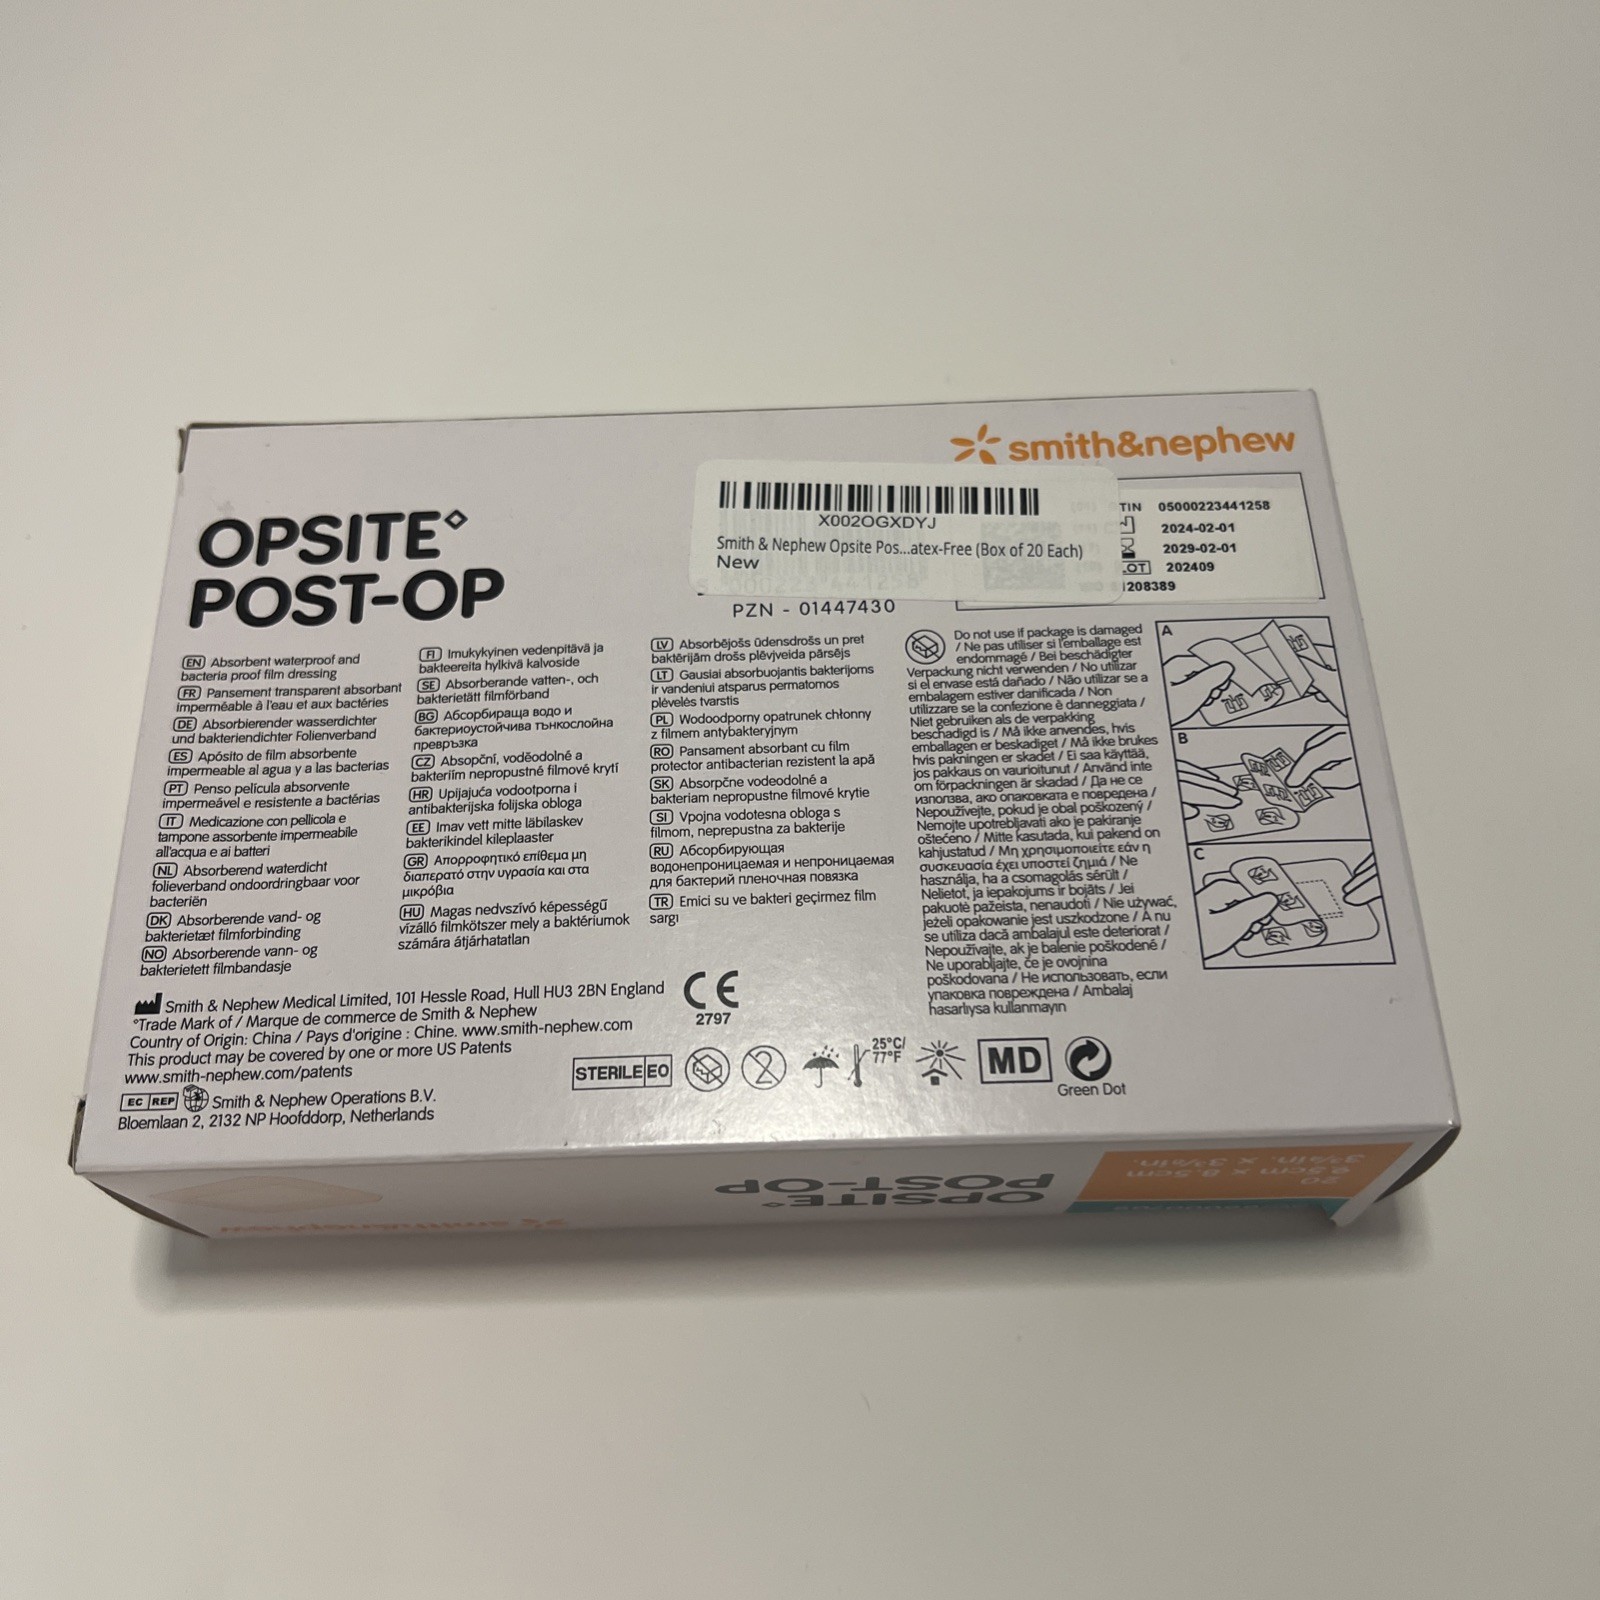 smith&nephew
OPSITE◇
POST-OP
X002OGXDYJ
Smith & Nephew Opsite Pos...atex-Free (Box of 20 Each)
New
PZN - 01447430
TIN 05000223441258
2024-02-01
2029-02-01
LOT 202409
1208389
EN Absorbent waterproof and
bacteria proof film dressing
FR Pansement transparent absorbant
imperméable à l'eau et aux bactéries
DE Absorbierender wasserdichter
und bakteriendichter Folienverband
ES Apósito de film absorbente
impermeable al agua y a las bacterias
PT Penso película absorvente
impermeável e resistente a bactérias
IT Medicazione con pellicola e
tampone assorbente impermeabile
all'acqua e ai batteri
NL Absorberend waterdicht
folieverband ondoordringbaar voor
bacteriën
DK Absorberende vand- og
bakterietæt filmforbinding
NO Absorberende vann- og
bakterietett filmbandasje
FI Imukykyinen vedenpitävä ja
bakteereita hylkivä kalvoside
SE Absorberande vatten-, och
bakterietätt filmförband
BG Абсорбираща водо и
бактериоустойчива тънкослойна
превръзка
CZ Absopční, voděodolné a
bakteriím nepropustné filmové krytí
HR Upijajuća vodootporna i
antibakterijska folijska obloga
EE Imav vett mitte läbilaskev
bakterikindel kileplaaster
GR Απορροφητικό επίθεμα μη
διαπερατό στην υγρασία και στα
μικρόβια
HU Magas nedvszívó képességű
vízálló filmkötszer mely a baktériumok
számára átjárhatatlan
LV Absorbējošs ūdensdrošs un pret
baktērijām drošs plēvjveida pārsējs
LT Gausiai absorbuojantis bakterijoms
ir vandeniui atsparus permatomos
plėvelės tvarstis
PL Wodoodporny opatrunek chłonny
z filmem antybakteryjnym
RO Pansament absorbant cu film
protector antibacterian rezistent la apă
SK Absorpčne vodeodolné a
bakteriam nepropustne filmové krytie
SI Vpojna vodotesna obloga s
filmom, neprepustna za bakterije
RU Абсорбирующая
водонепроницаемая и непроницаемая
для бактерий пленочная повязка
TR Emici su ve bakteri geçirmez film
sargı
Do not use if package is damaged
/ Ne pas utiliser si l'emballage est
endommagé / Bei beschädigter
Verpackung nicht verwenden / No utilizar
si el envase está dañado / Não utilizar se a
embalagem estiver danificada / Non
utilizzare se la confezione è danneggiata /
Niet gebruiken als de verpakking
beschadigd is / Må ikke anvendes, hvis
emballagen er beskadiget / Må ikke brukes
hvis pakningen er skadet / Ei saa käyttää,
jos pakkaus on vaurioitunut / Använd inte
om förpackningen är skadad / Да не се
използва, ако опаковката е повредена /
Nepoužívejte, pokud je obal poškozený /
Nemojte upotrebljavati ako je pakiranje
oštećeno / Mitte kasutada, kui pakend on
kahjustatud / Μη χρησιμοποιείτε εάν η
συσκευασία έχει υποστεί ζημιά / Ne
használja, ha a csomagolás sérült /
Nelietot, ja iepakojums ir bojāts / Jei
pakuotė pažeista, nenaudoti / Nie używać,
jeżeli opakowanie jest uszkodzone / A nu
se utiliza dacă ambalajul este deteriorat /
Nepoužívajte, ak je balenie poškodené /
Ne uporabljajte, če je ovojnina
poškodovana / Не использовать, если
упаковка повреждена / Ambalaj
hasarlıysa kullanmayın
A
B
C
Smith & Nephew Medical Limited, 101 Hessle Road, Hull HU3 2BN England
◇Trade Mark of / Marque de commerce de Smith & Nephew
Country of Origin: China / Pays d'origine : Chine. www.smith-nephew.com
This product may be covered by one or more US Patents
www.smith-nephew.com/patents
EC REP Smith & Nephew Operations B.V.
Bloemlaan 2, 2132 NP Hoofddorp, Netherlands
CE
2797
STERILE EO
2
25°C/
77°F
MD
Green Dot
OPSITE◇
POST-OP
20
9.5cm x 8.5cm
3¾in. x 3⅜in.
smith&nephew